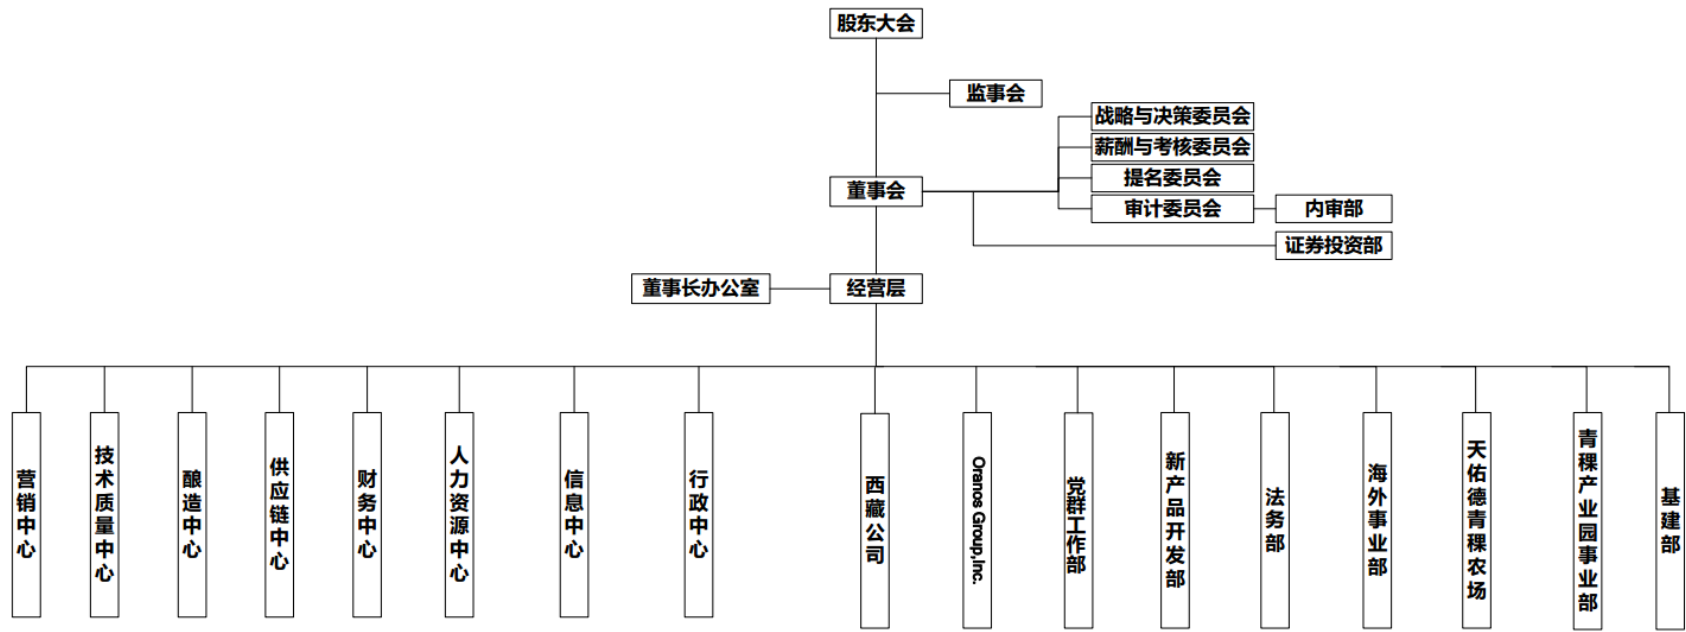 股东大会
监事会
战略与决策委员会
薪酬与考核委员会
提名委员会
董事会
审计委员会
内审部
证券投资部
董事长办公室
经营层
营销中心
技术质量中心
酿造中心
供应链中心
财务中心
人力资源中心
信息中心
行政中心
西藏公司
Oranos Group,Inc.
党群工作部
新产品开发部
法务部
海外事业部
天佑德青稞农场
青稞产业园事业部
基建部